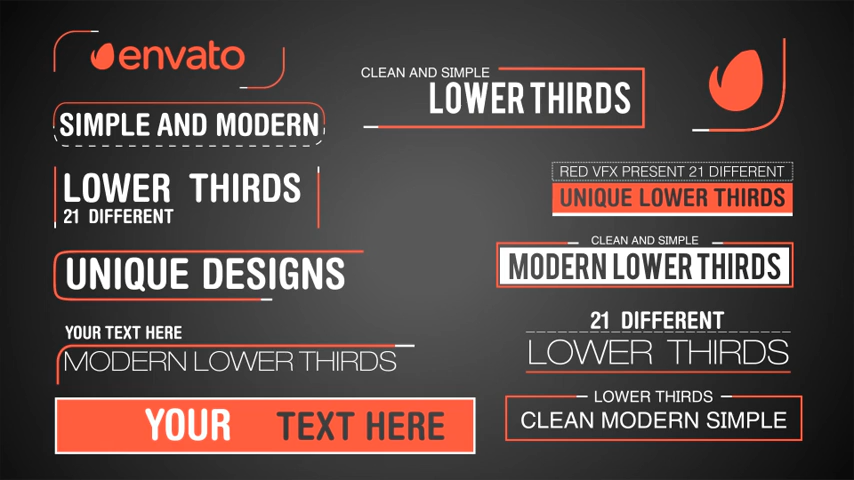 envato
SIMPLE AND MODERN
LOWER THIRDS
21 DIFFERENT
UNIQUE DESIGNS
YOUR TEXT HERE
MODERN LOWER THIRDS
YOUR TEXT HERE
CLEAN AND SIMPLE
LOWER THIRDS
RED VFX PRESENT 21 DIFFERENT
UNIQUE LOWER THIRDS
CLEAN AND SIMPLE
MODERN LOWER THIRDS
21 DIFFERENT
LOWER THIRDS
LOWER THIRDS
CLEAN MODERN SIMPLE